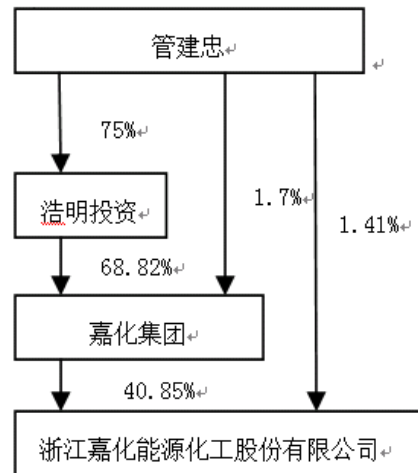 管建忠
75%
浩明投资
1.7%
1.41%
68.82%
嘉化集团
40.85%
浙江嘉化能源化工股份有限公司